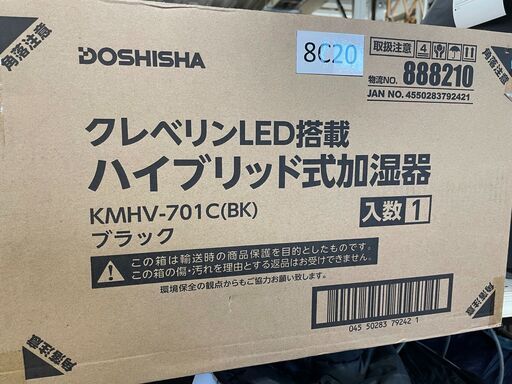 角落注意
DOSHISHA
8C20
取扱注意 4
物流NO. 888210
JAN NO. 4550283792421
角落注意
クレベリンLED搭載
ハイブリッド式加湿器
KMHV-701C(BK)
ブラック
入数 1
この箱は輸送時の商品保護を目的としたものです。
この箱の傷・汚れを理由とする返品はお受けできません。
環境保全の観点からもご協力お願い致します。
045 50283 79242 1
角落注意
角落注意